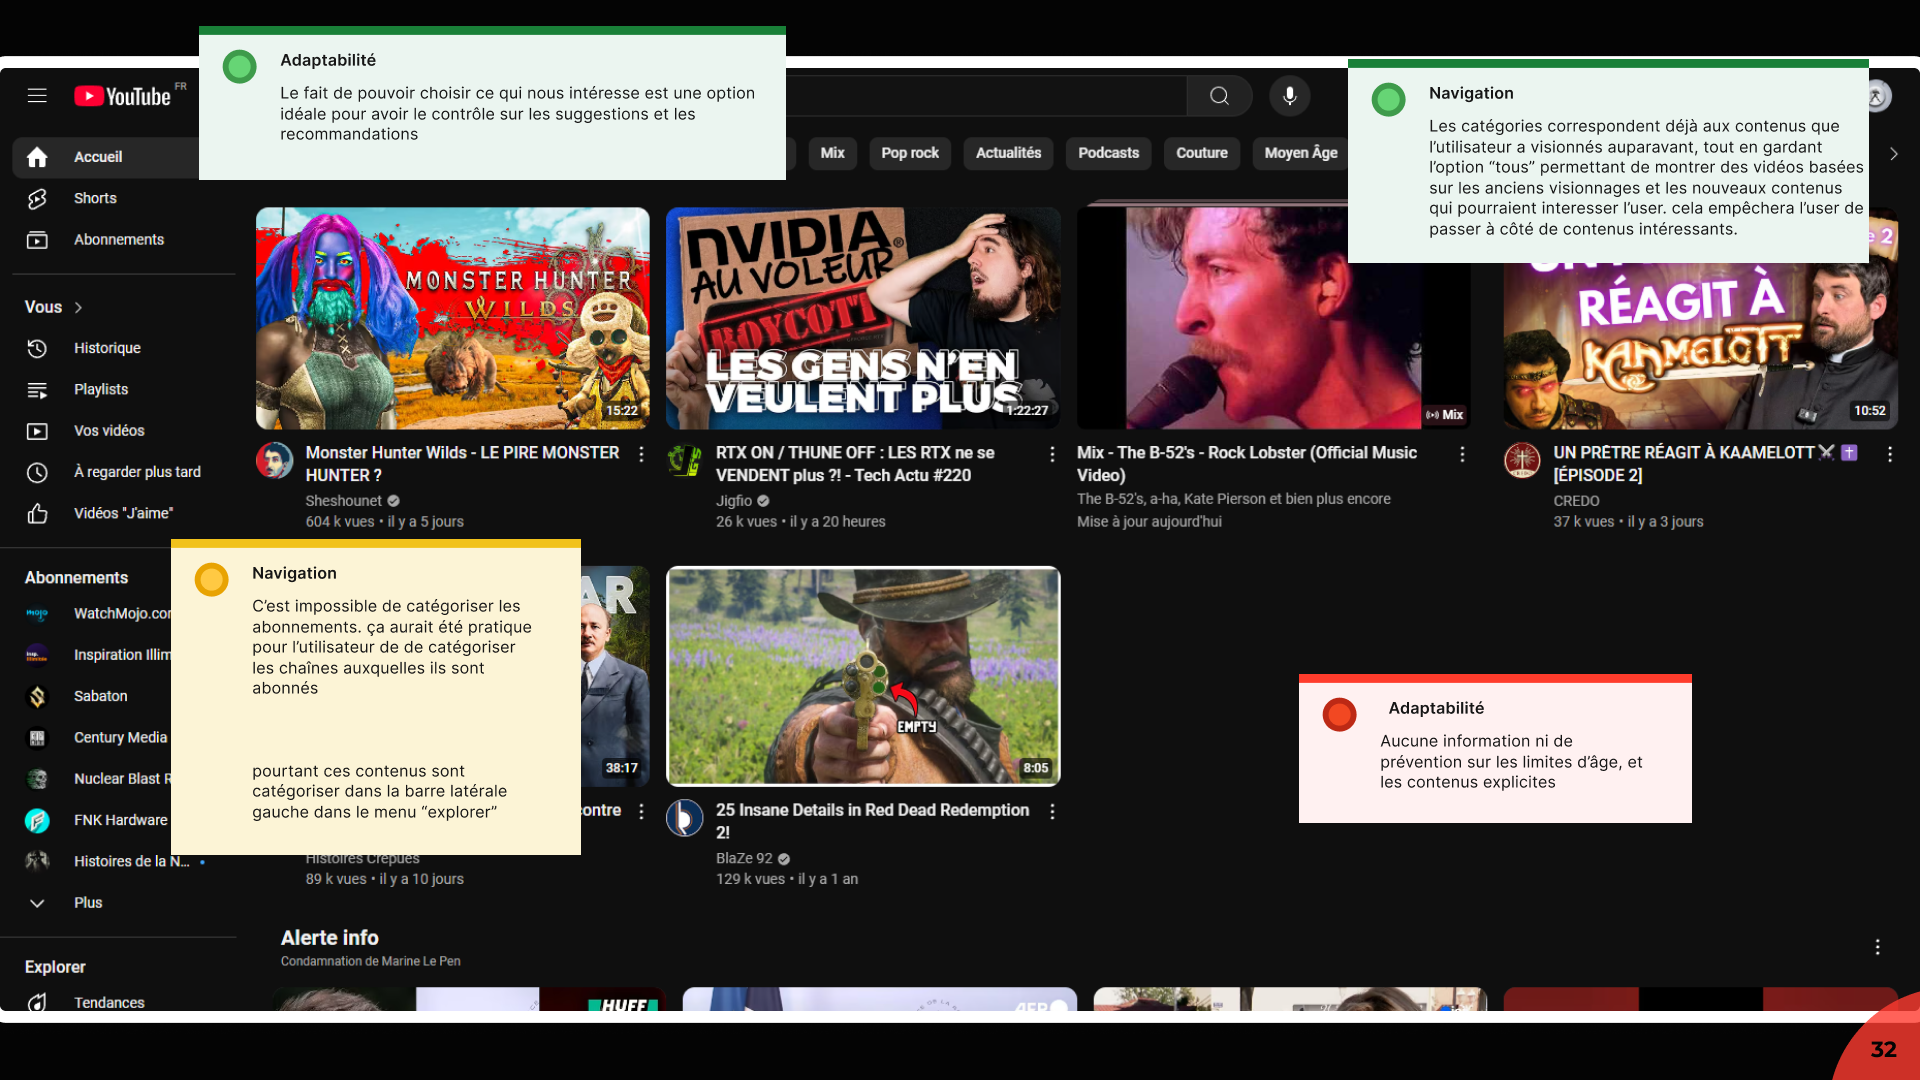 Adaptabilité
Le fait de pouvoir choisir ce qui nous intéresse est une option
idéale pour avoir le contrôle sur les suggestions et les
recommandations
Navigation
Les catégories correspondent déjà aux contenus que
l'utilisateur a visionnés auparavant, tout en gardant
l'option “tous” permettant de montrer des vidéos basées
sur les anciens visionnages et les nouveaux contenus
qui pourraient interesser l'user. cela empêchera l'user de
passer à côté de contenus intéressants.
YouTube FR
Accueil
Shorts
Abonnements
Vous
Historique
Playlists
Vos vidéos
À regarder plus tard
Vidéos "J'aime"
Abonnements
WatchMojo.cor
Inspiration Illim
Sabaton
Century Media
Nuclear Blast R
FNK Hardware
Histoires de la N...
Plus
Explorer
Tendances
Mix
Pop rock
Actualités
Podcasts
Couture
Moyen Âge
MONSTER HUNTER
WILDS
15:22
Monster Hunter Wilds - LE PIRE MONSTER
HUNTER ?
Sheshounet
604 k vues • il y a 5 jours
NVIDIA
AU VOLEUR
BOYCOTT
LES GENS N'EN
VEULENT PLUS
1:22:27
RTX ON / THUNE OFF : LES RTX ne se
VENDENT plus ?! - Tech Actu #220
Jigfio
26 k vues • il y a 20 heures
Mix
Mix - The B-52's - Rock Lobster (Official Music
Video)
The B-52's, a-ha, Kate Pierson et bien plus encore
Mise à jour aujourd'hui
2
RÉAGIT À
KAAMELOTT
10:52
UN PRÊTRE RÉAGIT À KAAMELOTT
[ÉPISODE 2]
CREDO
37 k vues • il y a 3 jours
Navigation
C'est impossible de catégoriser les
abonnements. ça aurait été pratique
pour l'utilisateur de de catégoriser
les chaînes auxquelles ils sont
abonnés
pourtant ces contenus sont
catégoriser dans la barre latérale
gauche dans le menu “explorer”
AR
38:17
contre
Histoires Crépues
89 k vues • il y a 10 jours
EMPTY
8:05
25 Insane Details in Red Dead Redemption
2!
BlaZe 92
129 k vues • il y a 1 an
Adaptabilité
Aucune information ni de
prévention sur les limites d'âge, et
les contenus explicites
Alerte info
Condamnation de Marine Le Pen
HUFF
AFP
32